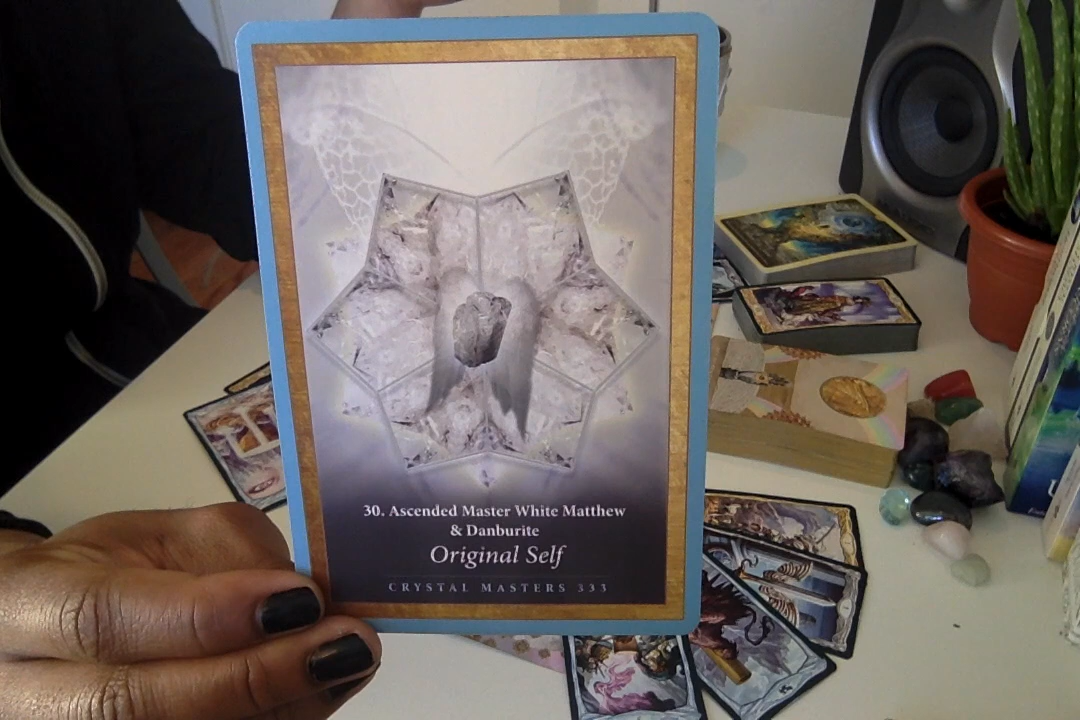 30. Ascended Master White Matthew
& Danburite
Original Self
CRYSTAL MASTERS 333